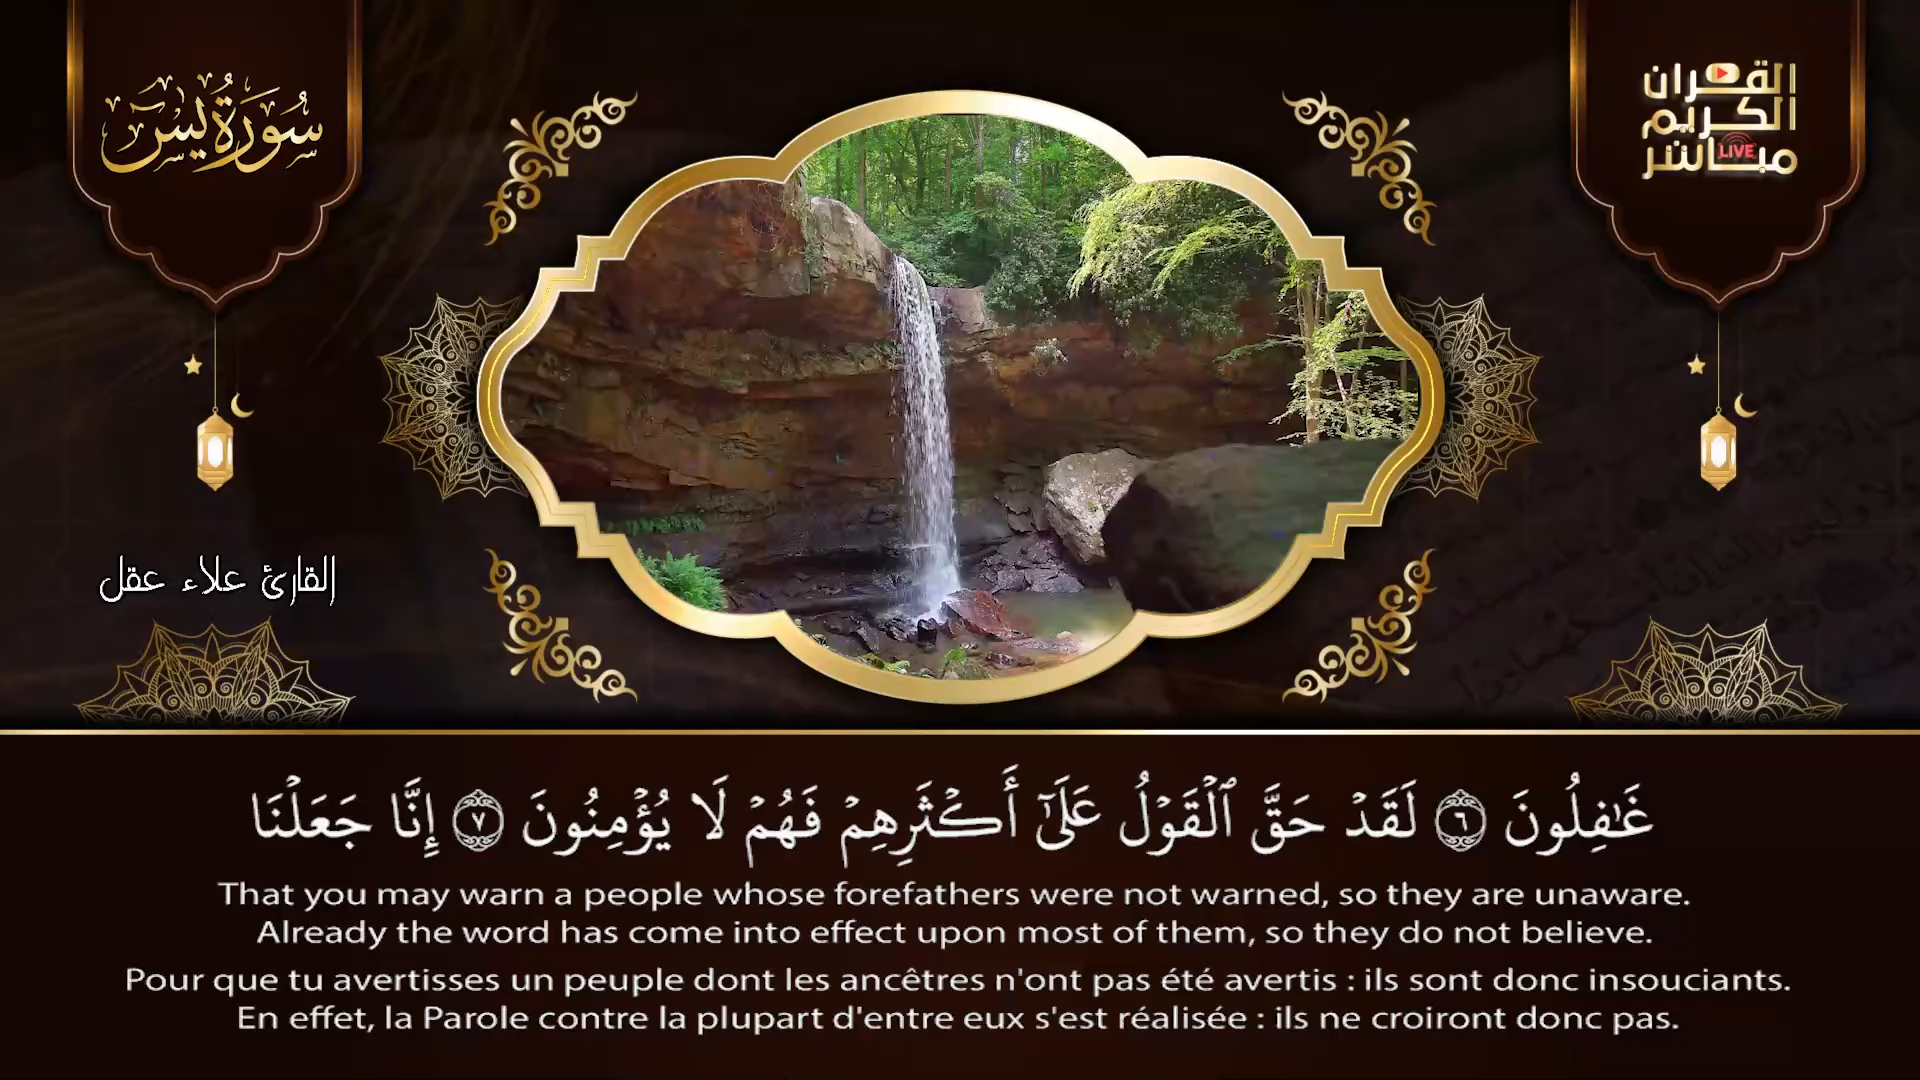 سُورَةُ يسٓ
القرآن
الكريم
مباشر
LIVE
القارئ علاء عقل
غَٰفِلُونَ ٦ لَقَدۡ حَقَّ ٱلۡقَوۡلُ عَلَىٰٓ أَكۡثَرِهِمۡ فَهُمۡ لَا يُؤۡمِنُونَ ٧ إِنَّا جَعَلۡنَا
That you may warn a people whose forefathers were not warned, so they are unaware.
Already the word has come into effect upon most of them, so they do not believe.
Pour que tu avertisses un peuple dont les ancêtres n'ont pas été avertis : ils sont donc insouciants.
En effet, la Parole contre la plupart d'entre eux s'est réalisée : ils ne croiront donc pas.